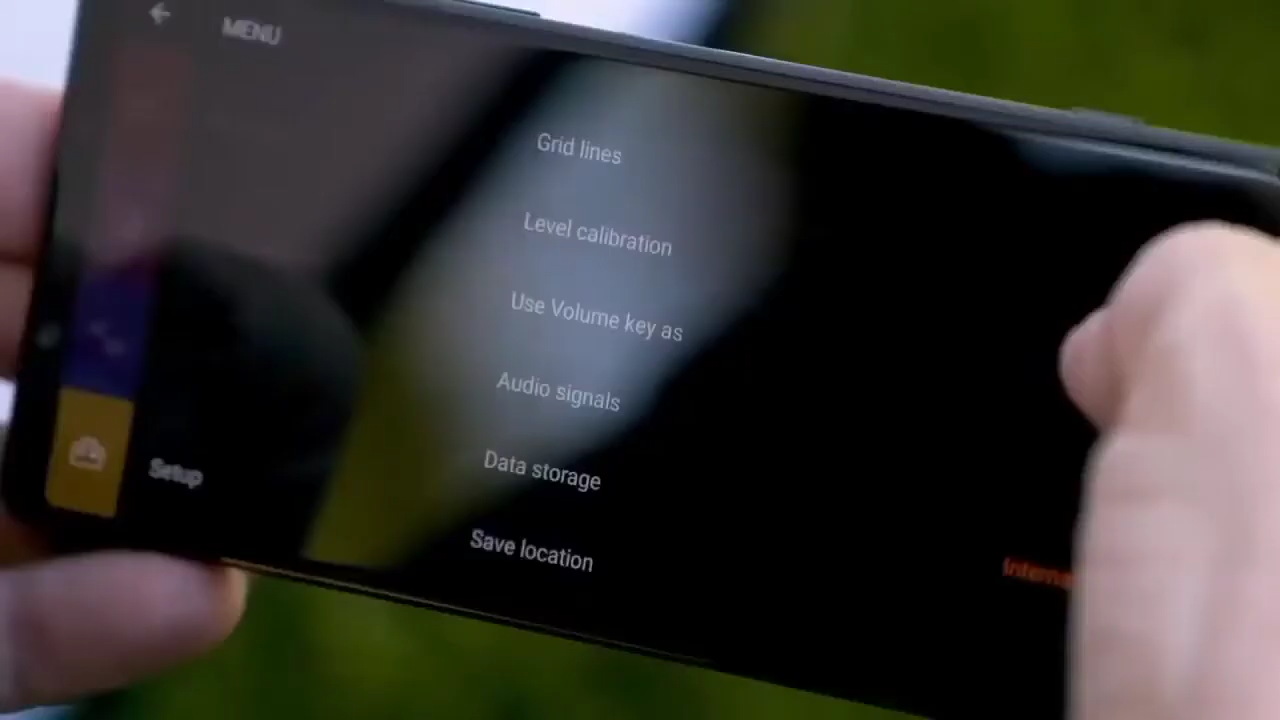 MENU
Grid lines
Level calibration
Use Volume key as
Audio signals
Data storage
Setup
Save location